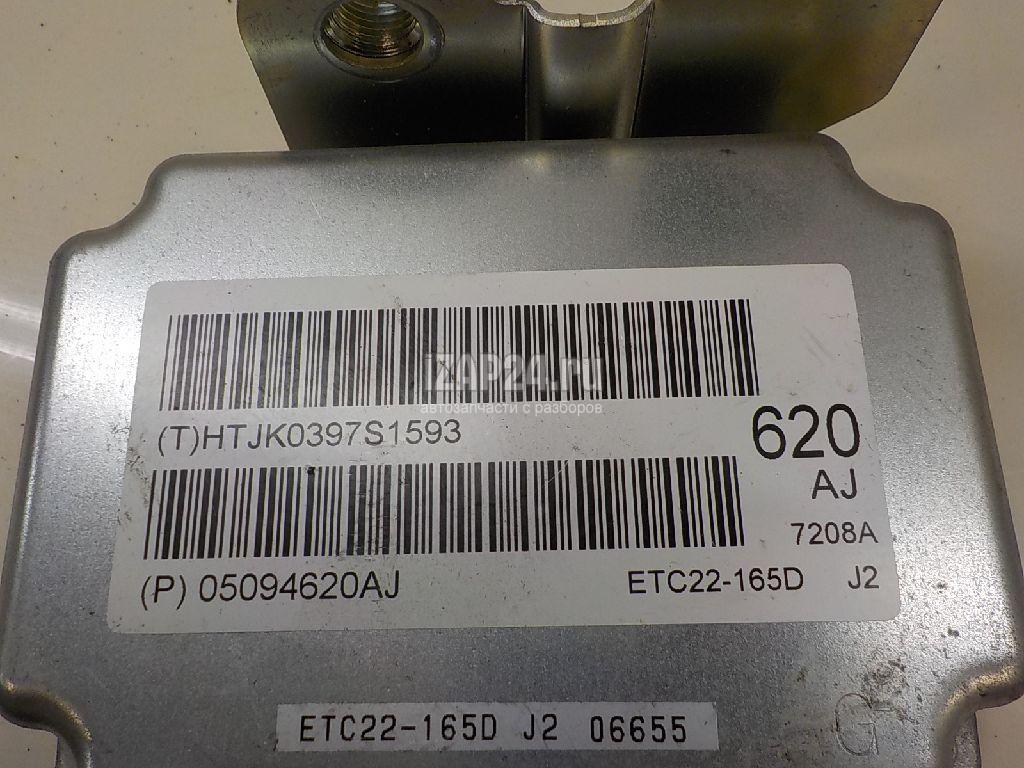 iZAP24.ru
автозапчасти с разборов
(T)HTJK0397S1593
620
AJ
7208A
(P) 05094620AJ
ETC22-165D J2
ETC22-165D J2 06655
G